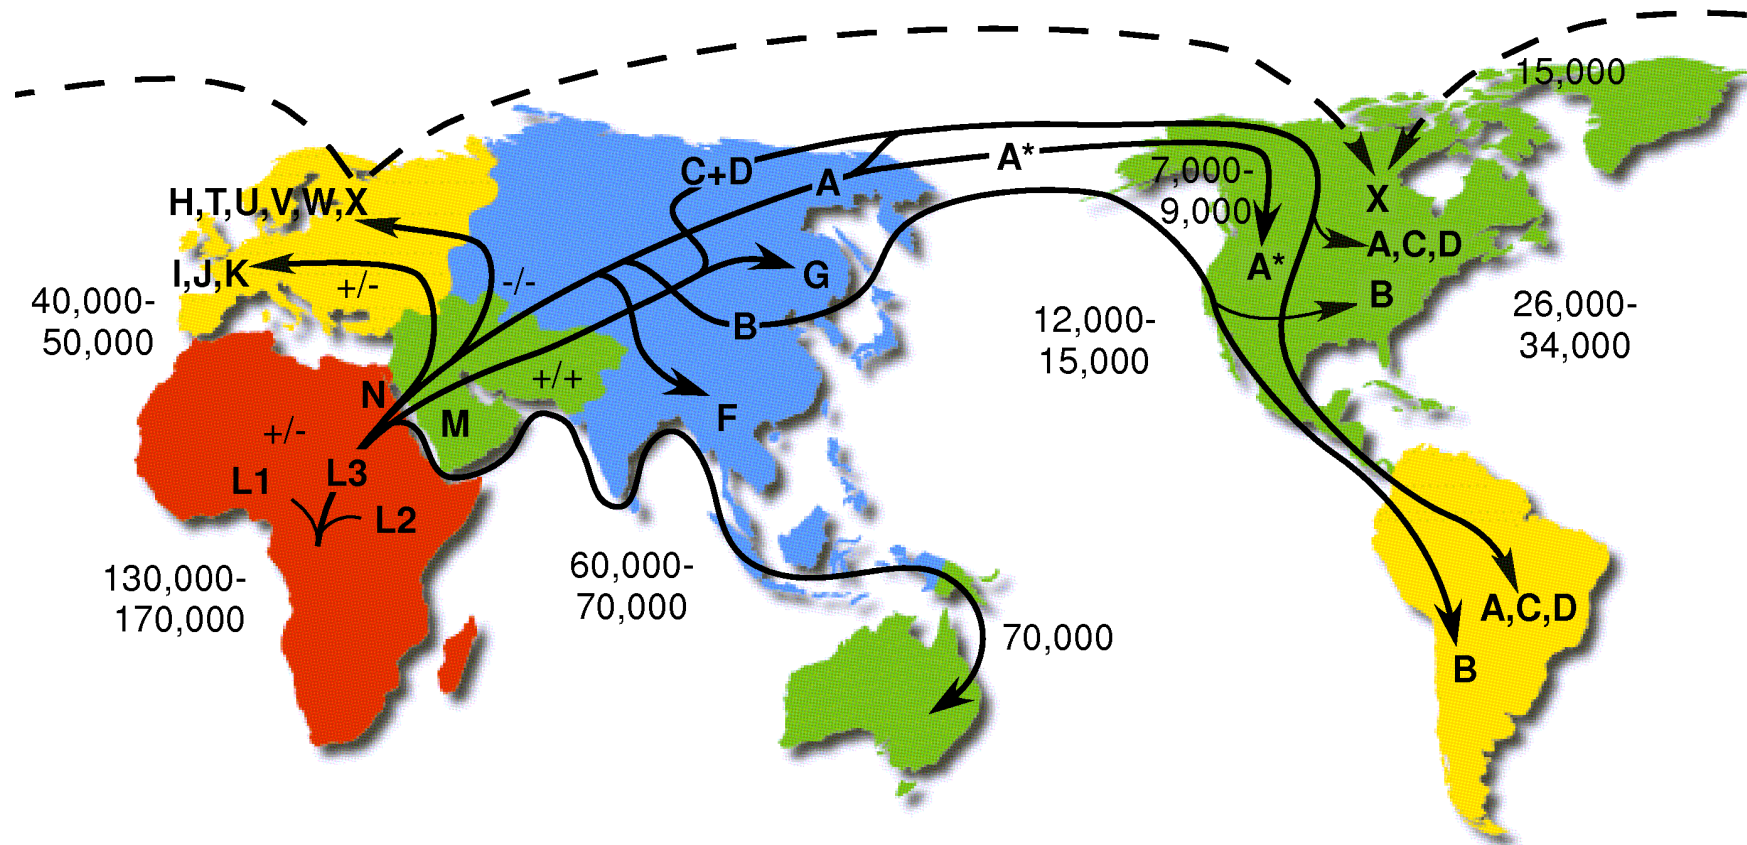 15,000
C+D
A*
A
7,000-
9,000
H,T,U,V,W,X
X
A,C,D
I,J,K
+/-
-/-
G
A*
B
40,000-
50,000
B
12,000-
15,000
26,000-
34,000
N
+/+
M
F
+/-
L3
L1
L2
130,000-
170,000
60,000-
70,000
70,000
A,C,D
B